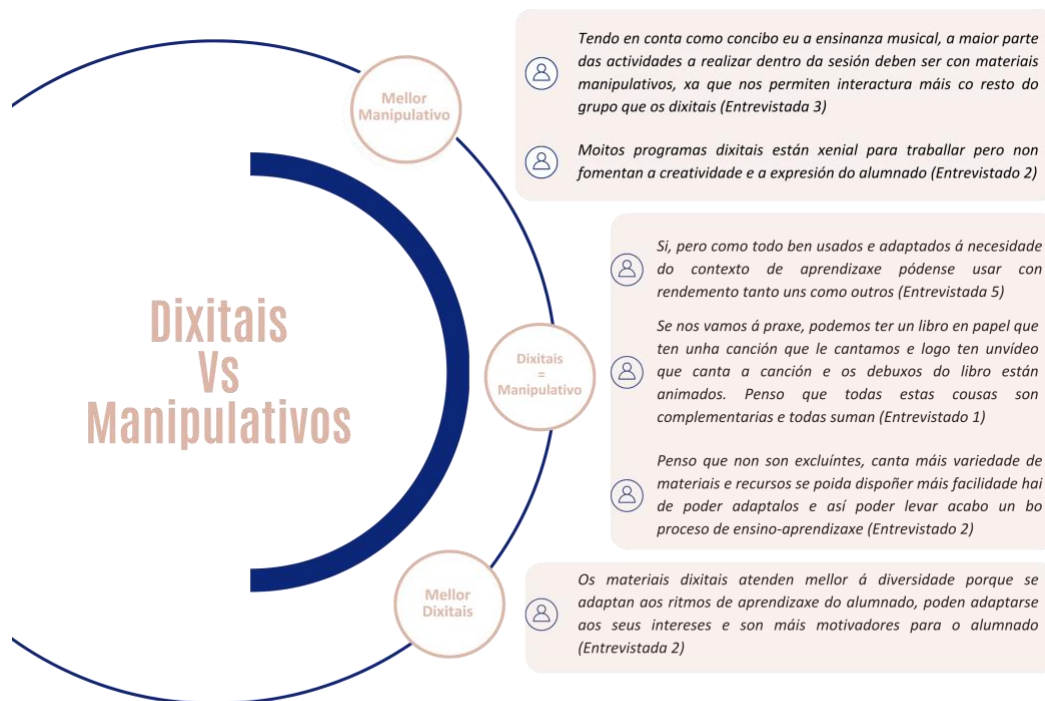 Dixitais
Vs
Manipulativos
Mellor
Manipulativo
Tendo en conta como concibo eu a ensinanza musical, a maior parte
das actividades a realizar dentro da sesión deben ser con materiais
manipulativos, xa que nos permiten interactura máis co resto do
grupo que os dixitais (Entrevistada 3)
Moitos programas dixitais están xenial para traballar pero non
fomentan a creatividade e a expresión do alumnado (Entrevistado 2)
Dixitais
=
Manipulativo
Si, pero como todo ben usados e adaptados á necesidade
do contexto de aprendizaxe pódense usar con
rendemento tanto uns como outros (Entrevistada 5)
Se nos vamos á praxe, podemos ter un libro en papel que
ten unha canción que le cantamos e logo ten unvídeo
que canta a canción e os debuxos do libro están
animados. Penso que todas estas cousas son
complementarias e todas suman (Entrevistado 1)
Penso que non son excluíntes, canta máis variedade de
materiais e recursos se poida dispoñer máis facilidade hai
de poder adaptalos e así poder levar acabo un bo
proceso de ensino-aprendizaxe (Entrevistado 2)
Mellor
Dixitais
Os materiais dixitais atenden mellor á diversidade porque se
adaptan aos ritmos de aprendizaxe do alumnado, poden adaptarse
aos seus intereses e son máis motivadores para o alumnado
(Entrevistada 2)